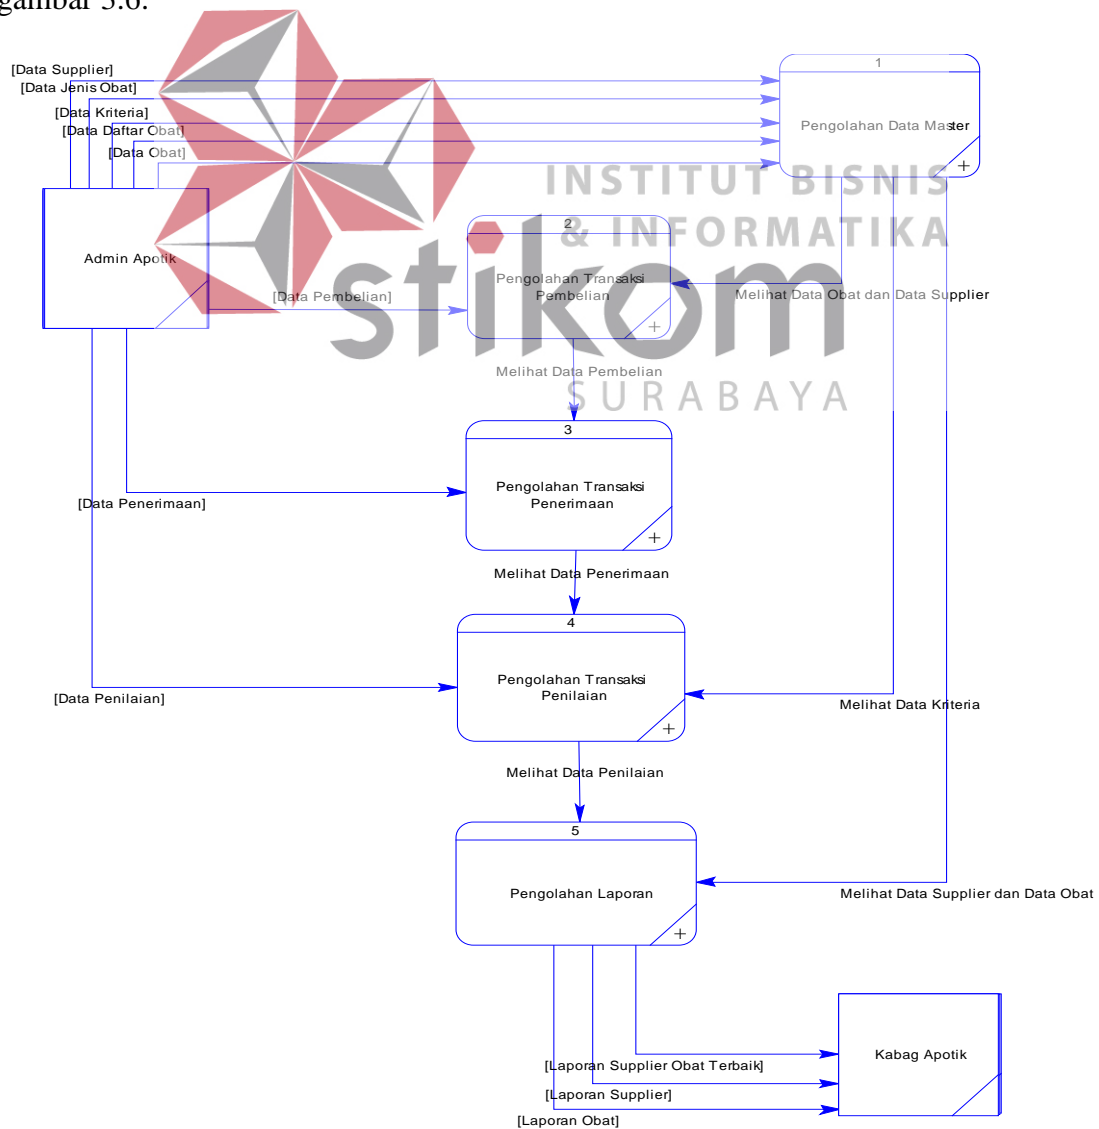 gambar 3.6.
[Data Supplier]
[Data Jenis Obat]
[Data Kriteria]
[Data Daftar Obat]
[Data Obat]
1
Pengolahan Data Master
+
INSTITUT BISNIS
& INFORMATIKA
stikom
SURABAYA
Admin Apotik
[Data Pembelian]
2
Pengolahan Transaksi
Pembelian
+
Melihat Data Obat dan Data Supplier
Melihat Data Pembelian
3
Pengolahan Transaksi
Penerimaan
+
[Data Penerimaan]
Melihat Data Penerimaan
4
Pengolahan Transaksi
Penilaian
+
[Data Penilaian]
Melihat Data Kriteria
Melihat Data Penilaian
5
Pengolahan Laporan
+
Melihat Data Supplier dan Data Obat
Kabag Apotik
[Laporan Supplier Obat Terbaik]
[Laporan Supplier]
[Laporan Obat]